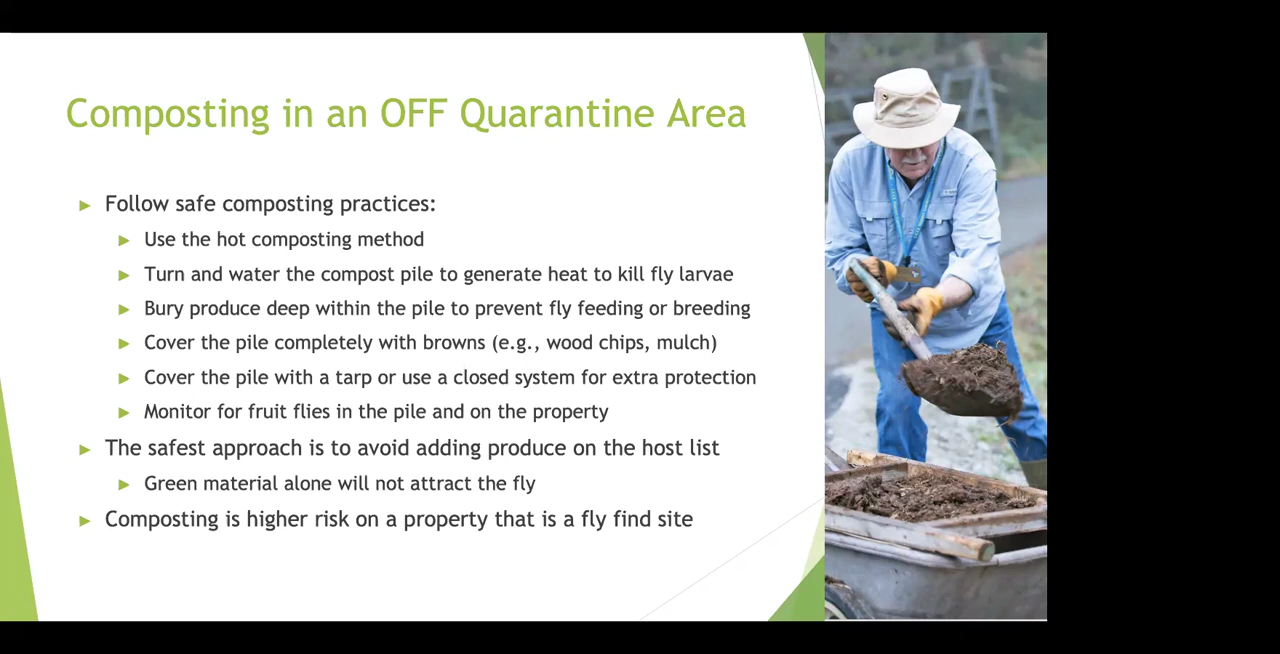 Composting in an OFF Quarantine Area
Follow safe composting practices:
Use the hot composting method
Turn and water the compost pile to generate heat to kill fly larvae
Bury produce deep within the pile to prevent fly feeding or breeding
Cover the pile completely with browns (e.g., wood chips, mulch)
Cover the pile with a tarp or use a closed system for extra protection
Monitor for fruit flies in the pile and on the property
The safest approach is to avoid adding produce on the host list
Green material alone will not attract the fly
Composting is higher risk on a property that is a fly find site